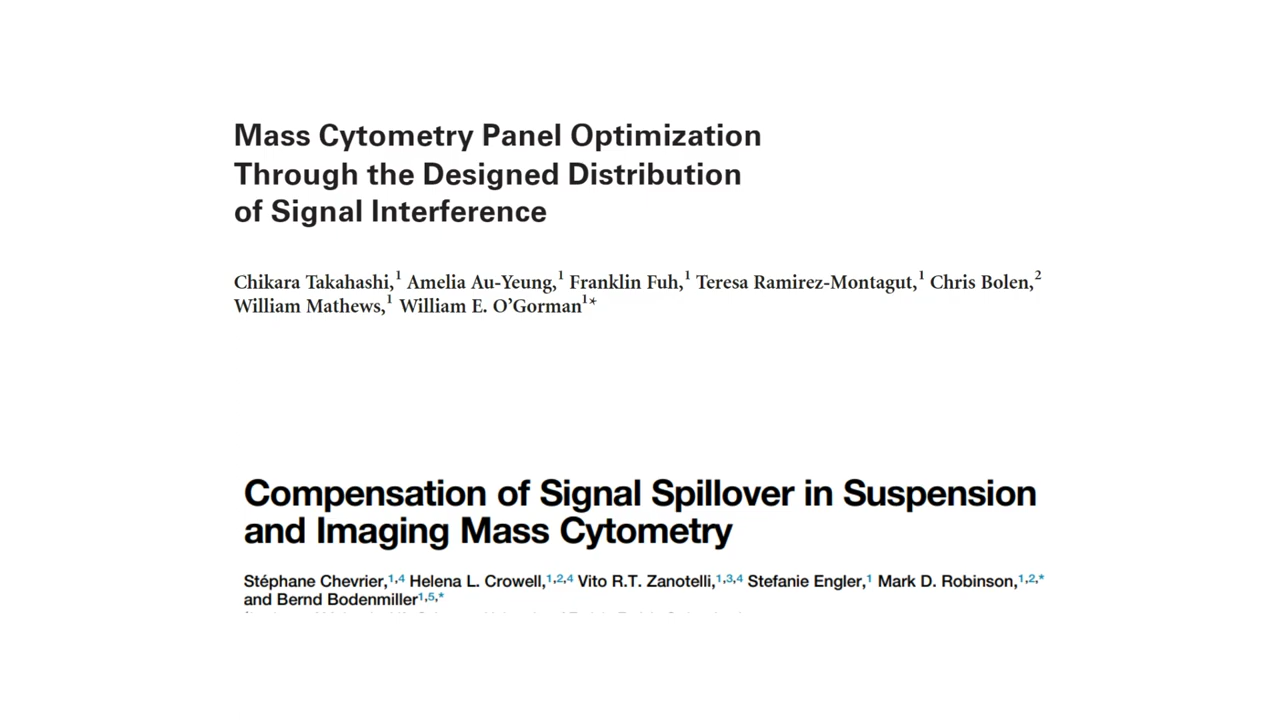 Mass Cytometry Panel Optimization
Through the Designed Distribution
of Signal Interference
Chikara Takahashi,1 Amelia Au-Yeung,1 Franklin Fuh,1 Teresa Ramirez-Montagut,1 Chris Bolen,2
William Mathews,1 William E. O’Gorman1*
Compensation of Signal Spillover in Suspension
and Imaging Mass Cytometry
Stéphane Chevrier,1,4 Helena L. Crowell,1,2,4 Vito R.T. Zanotelli,1,3,4 Stefanie Engler,1 Mark D. Robinson,1,2,*
and Bernd Bodenmiller1,5,*